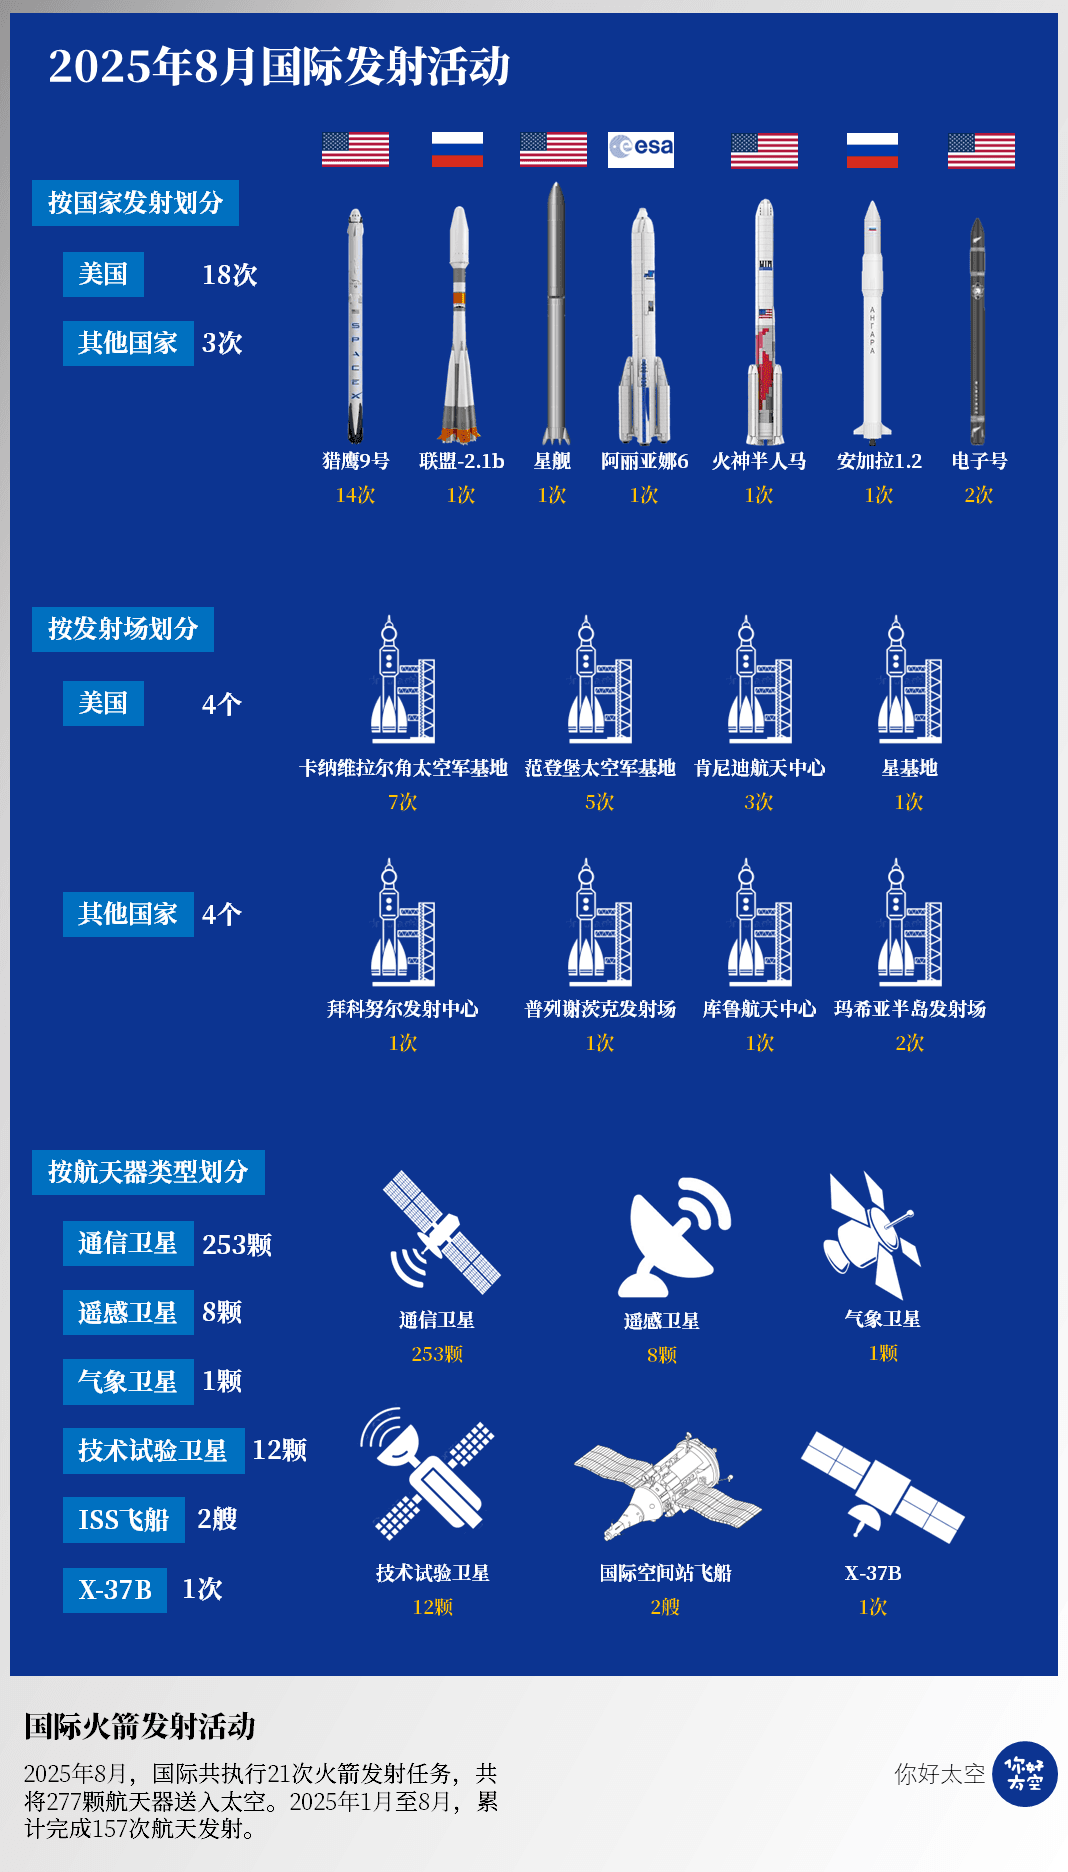 2025年8月国际发射活动
esa
按国家发射划分
美国 18次
其他国家 3次
SPACEX
АНГАРА
猎鹰9号 联盟-2.1b 星舰 阿丽亚娜6 火神半人马 安加拉1.2 电子号
14次 1次 1次 1次 1次 1次 2次
按发射场划分
美国 4个
卡纳维拉尔角太空军基地 范登堡太空军基地 肯尼迪航天中心 星基地
7次 5次 3次 1次
其他国家 4个
拜科努尔发射中心 普列谢茨克发射场 库鲁航天中心 玛希亚半岛发射场
1次 1次 1次 2次
按航天器类型划分
通信卫星 253颗
遥感卫星 8颗
气象卫星 1颗
技术试验卫星 12颗
ISS飞船 2艘
X-37B 1次
通信卫星 遥感卫星 气象卫星
253颗 8颗 1颗
技术试验卫星 国际空间站飞船 X-37B
12颗 2艘 1次
国际火箭发射活动
2025年8月，国际共执行21次火箭发射任务，共
将277颗航天器送入太空。2025年1月至8月，累
计完成157次航天发射。
你好太空
你好
太空